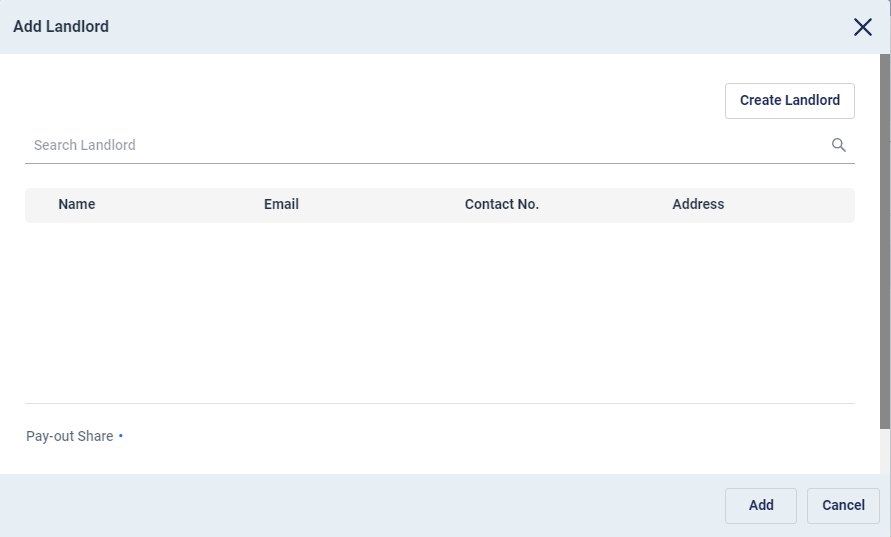 Add Landlord
Create Landlord
Search Landlord
Name Email Contact No. Address
Pay-out Share
Add Cancel